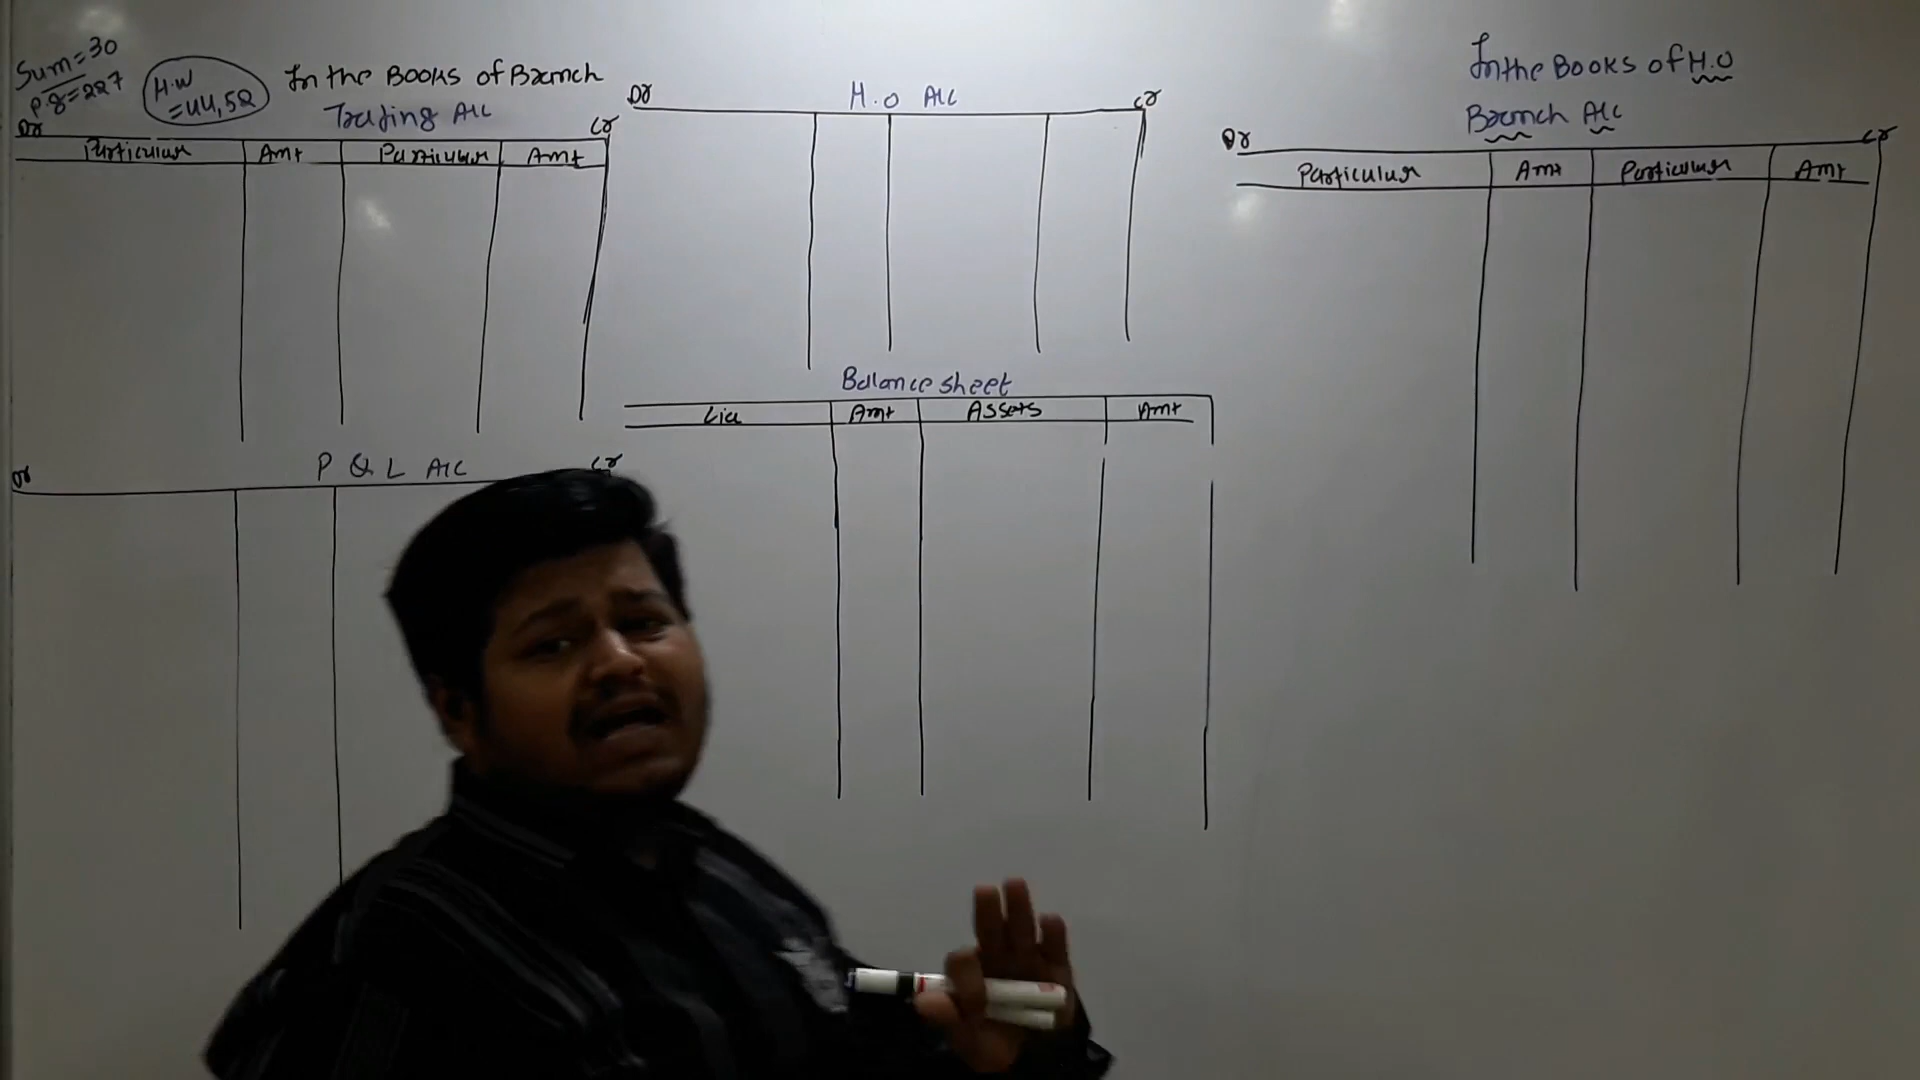 Sum=30
P.g=227
H.W
=44,52
In the Books of Branch
Trading A/c
Dr
Cr
Particular Amt Particular Amt
P & L A/c
Dr
Cr
H.O A/c
Dr
Cr
Balance sheet
Lia Amt Assets Amt
In the Books of H.O
Branch A/c
Dr
Cr
Particular Amt Particular Amt